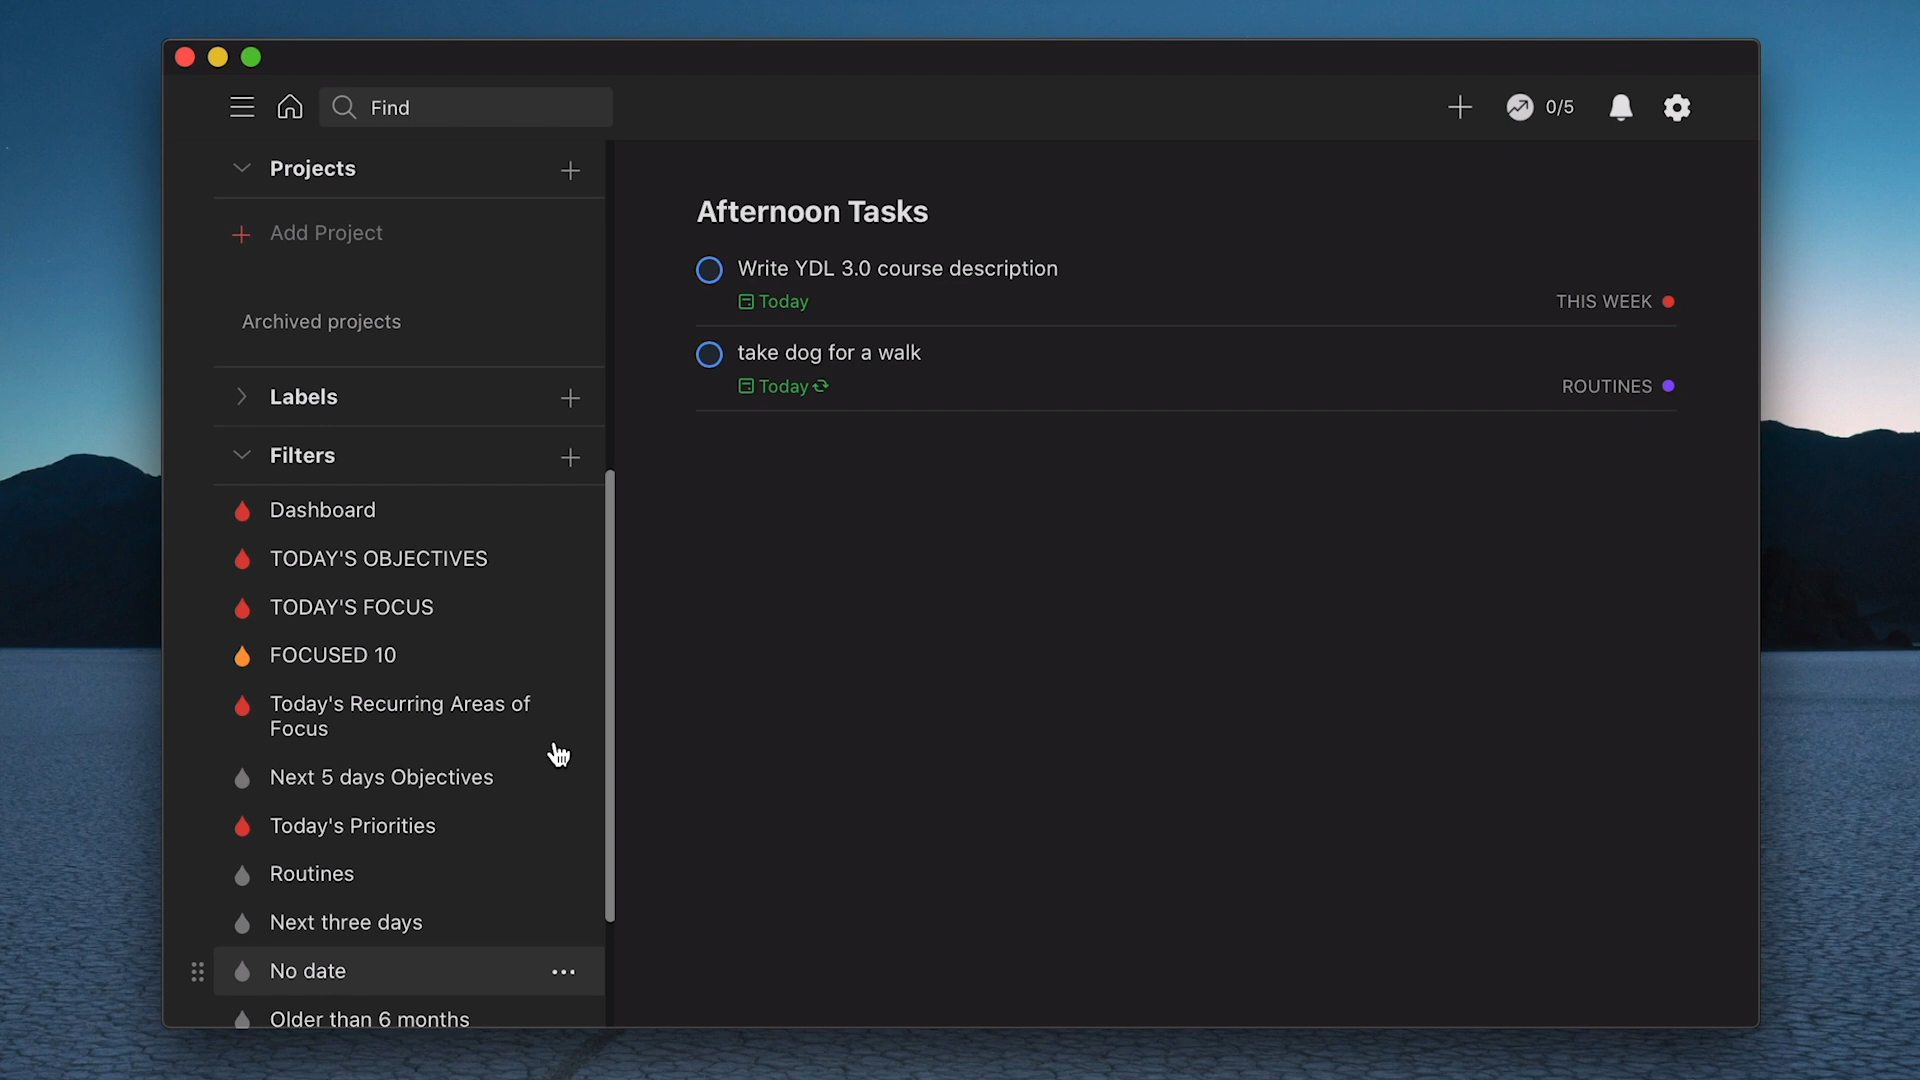 Find
0/5
Projects
Add Project
Archived projects
Labels
Filters
Dashboard
TODAY'S OBJECTIVES
TODAY'S FOCUS
FOCUSED 10
Today's Recurring Areas of
Focus
Next 5 days Objectives
Today's Priorities
Routines
Next three days
No date
Older than 6 months
Afternoon Tasks
Write YDL 3.0 course description
Today
THIS WEEK
take dog for a walk
Today
ROUTINES